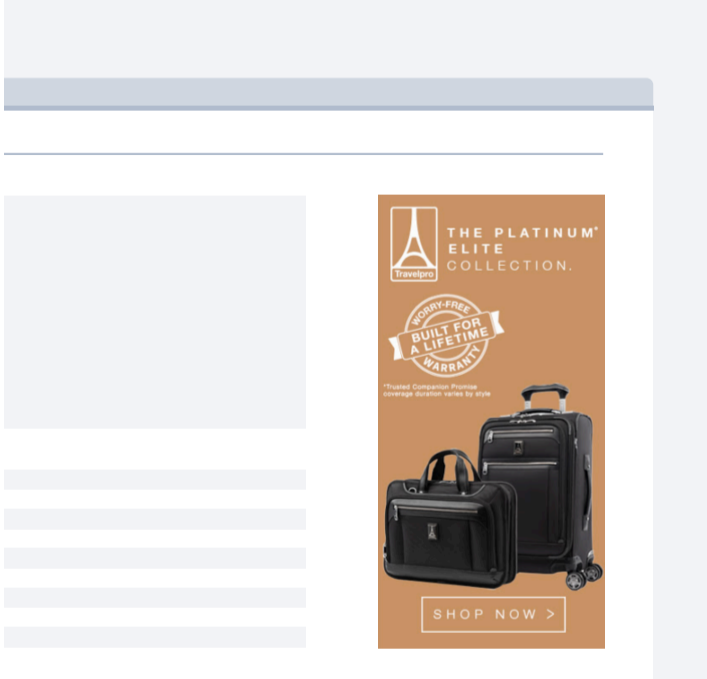 THE PLATINUM*
ELITE
COLLECTION.
Travelpro
WORRY-FREE
BUILT FOR
A LIFETIME
WARRANTY
*Trusted Companion Promise
coverage duration varies by style
SHOP NOW >